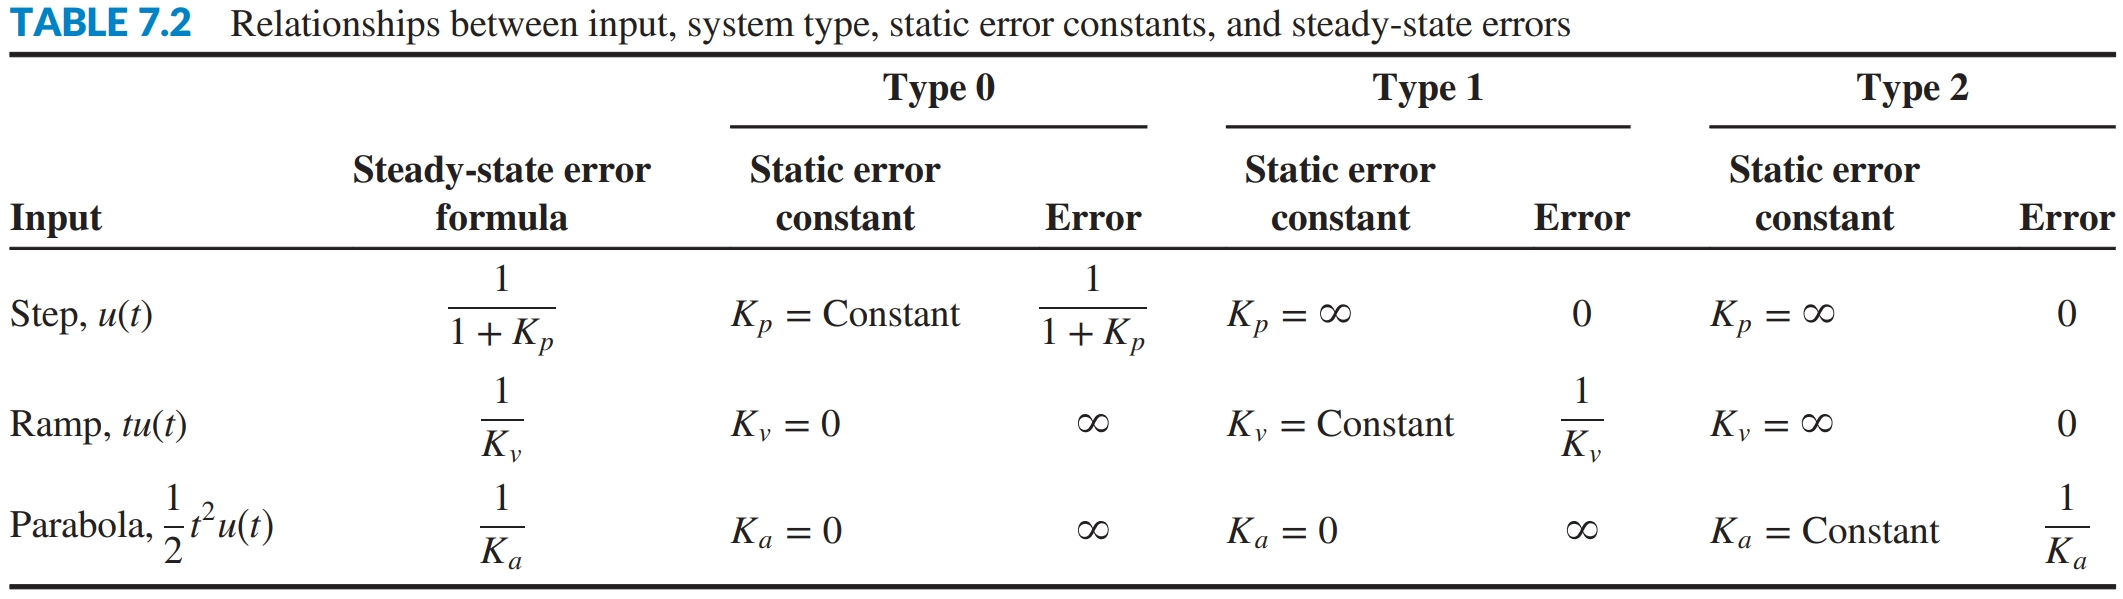 TABLE 7.2 Relationships between input, system type, static error constants, and steady-state errors
Type 0 Type 1 Type 2
Steady-state error Static error Static error Static error
Input formula constant Error constant Error constant Error
Step, u(t) 1/(1 + K_p) K_p = Constant 1/(1 + K_p) K_p = ∞ 0 K_p = ∞ 0
Ramp, tu(t) 1/K_v K_v = 0 ∞ K_v = Constant 1/K_v K_v = ∞ 0
Parabola, 1/2 t²u(t) 1/K_a K_a = 0 ∞ K_a = 0 ∞ K_a = Constant 1/K_a